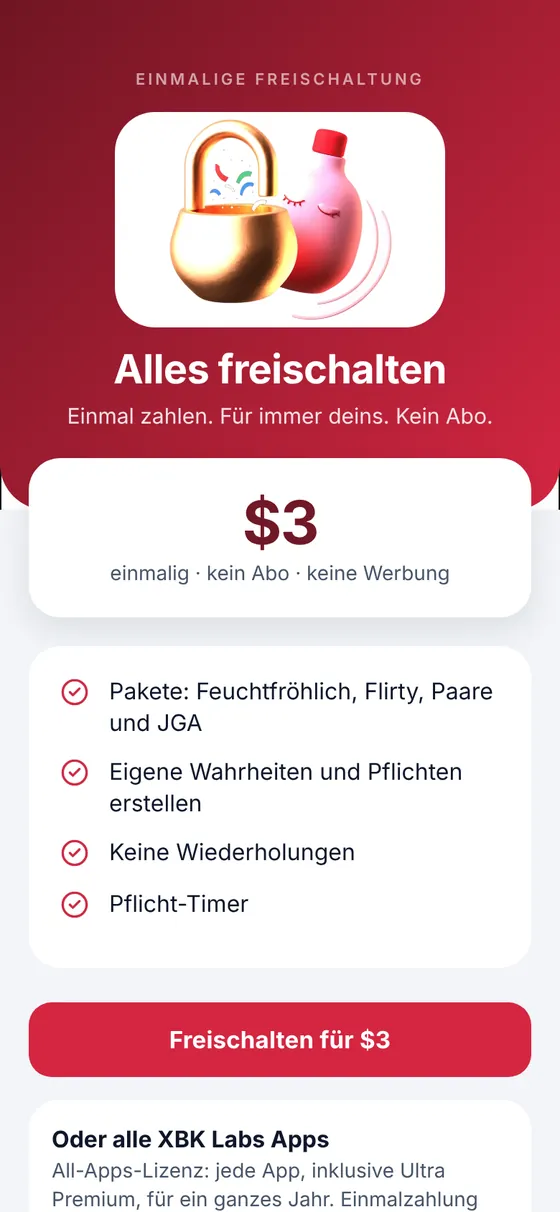 EINMALIGE FREISCHALTUNG
Alles freischalten
Einmal zahlen. Für immer deins. Kein Abo.
$3
einmalig · kein Abo · keine Werbung
Pakete: Feuchtfröhlich, Flirty, Paare
und JGA
Eigene Wahrheiten und Pflichten
erstellen
Keine Wiederholungen
Pflicht-Timer
Freischalten für $3
Oder alle XBK Labs Apps
All-Apps-Lizenz: jede App, inklusive Ultra
Premium, für ein ganzes Jahr. Einmalzahlung